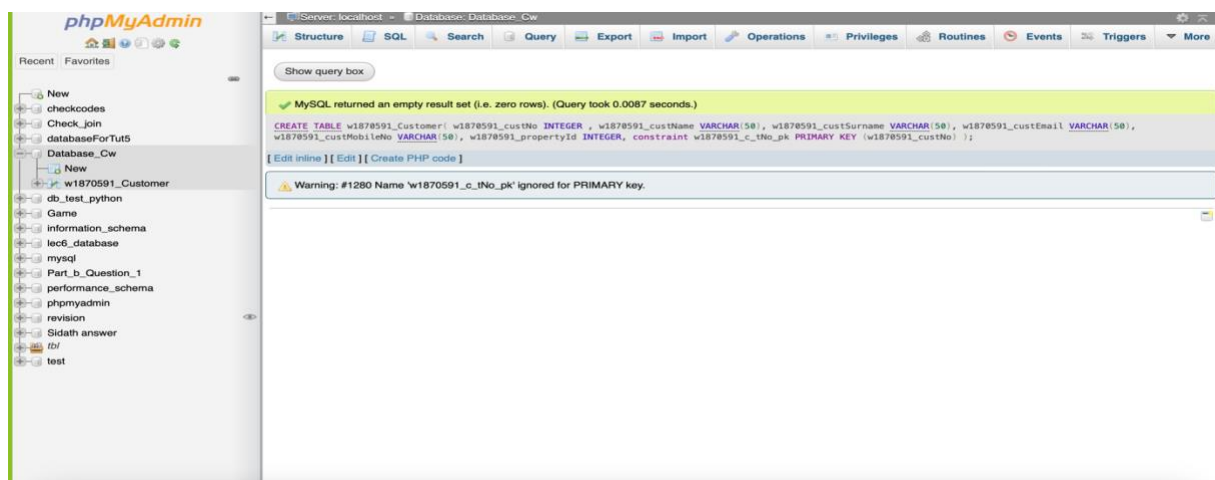 phpMyAdmin
Recent Favorites
New
checkcodes
Check_join
databaseForTut5
Database_Cw
New
w1870591_Customer
db_test_python
Game
information_schema
lec6_database
mysql
Part_b_Question_1
performance_schema
phpmyadmin
revision
Sidath answer
tbl
test
Server: localhost » Database: Database_Cw
Structure SQL Search Query Export Import Operations Privileges Routines Events Triggers More
Show query box
MySQL returned an empty result set (i.e. zero rows). (Query took 0.0087 seconds.)
CREATE TABLE w1870591_Customer( w1870591_custNo INTEGER , w1870591_custName VARCHAR(50), w1870591_custSurname VARCHAR(50), w1870591_custEmail VARCHAR(50),
w1870591_custMobileNo VARCHAR(50), w1870591_propertyId INTEGER, constraint w1870591_c_tNo_pk PRIMARY KEY (w1870591_custNo) );
[ Edit inline ] [ Edit ] [ Create PHP code ]
Warning: #1280 Name 'w1870591_c_tNo_pk' ignored for PRIMARY key.